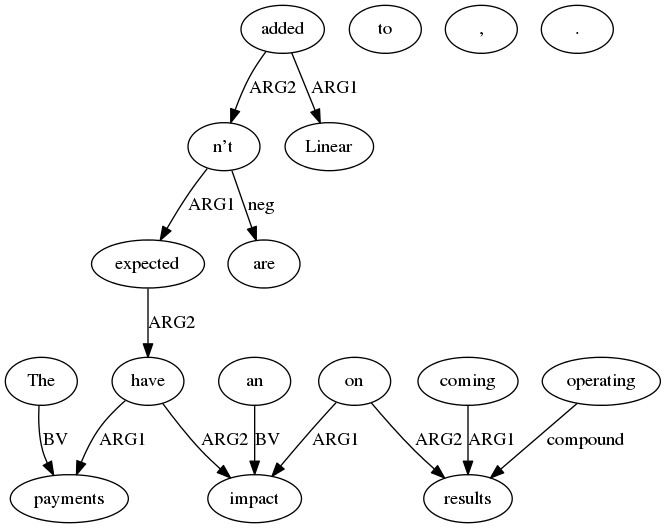 added to , .
ARG2 ARG1
n't Linear
ARG1 neg
expected are
ARG2
The have an on coming operating
BV ARG1 ARG2 BV ARG1 ARG2 ARG1 compound
payments impact results